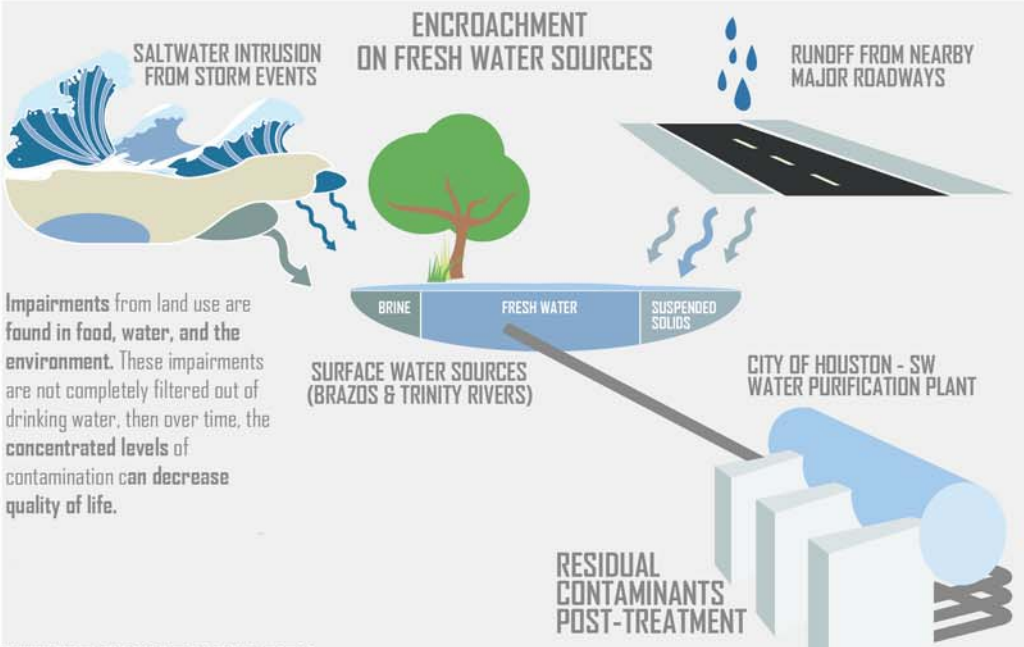 ENCROACHMENT
ON FRESH WATER SOURCES
SALTWATER INTRUSION
FROM STORM EVENTS
RUNOFF FROM NEARBY
MAJOR ROADWAYS
BRINE
FRESH WATER
SUSPENDED
SOLIDS
Impairments from land use are
found in food, water, and the
environment. These impairments
are not completely filtered out of
drinking water, then over time, the
concentrated levels of
contamination can decrease
quality of life.
SURFACE WATER SOURCES
(BRAZOS & TRINITY RIVERS)
CITY OF HOUSTON - SW
WATER PURIFICATION PLANT
RESIDUAL
CONTAMINANTS
POST-TREATMENT